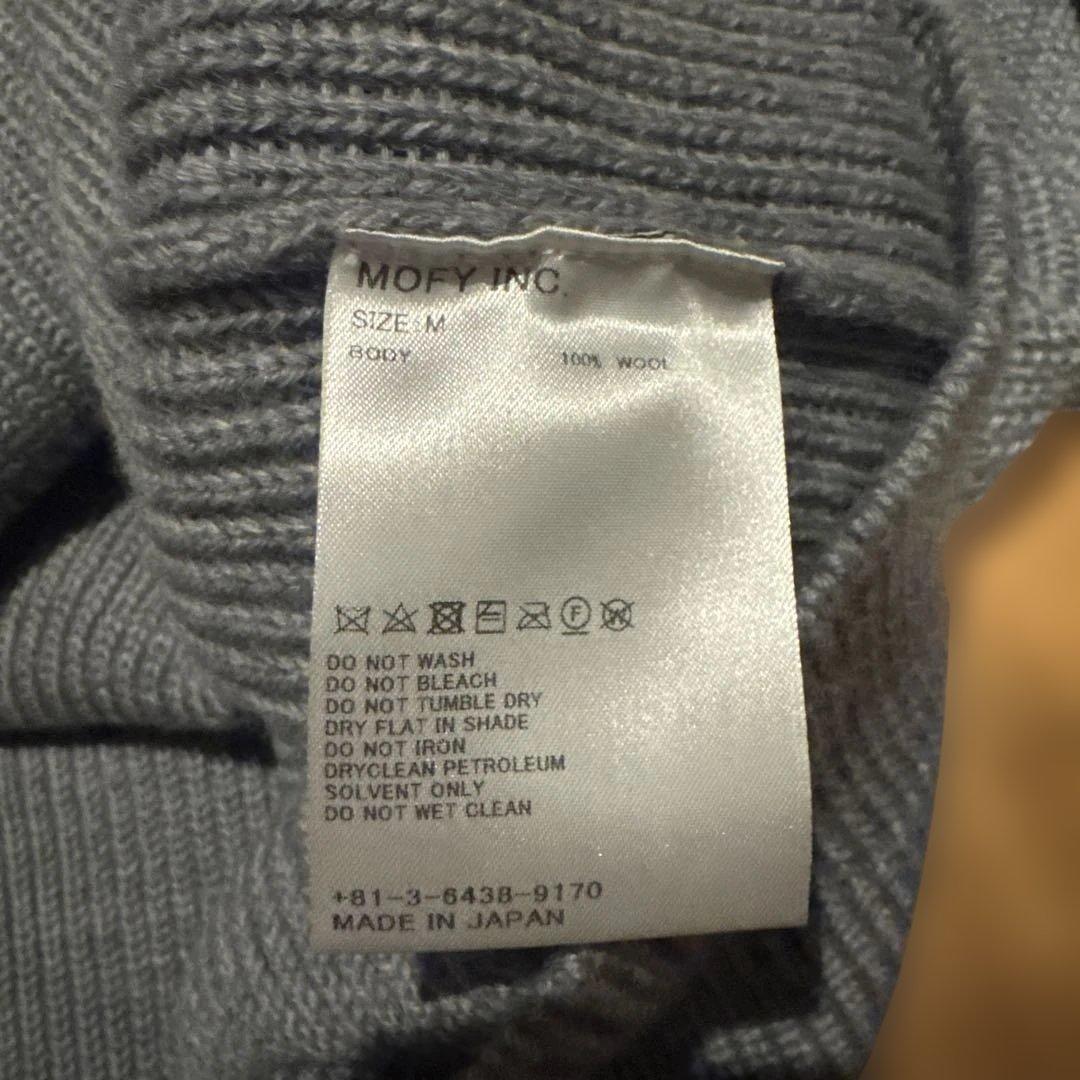 MOFY INC.
SIZE:M
BODY 100% WOOL
F W
DO NOT WASH
DO NOT BLEACH
DO NOT TUMBLE DRY
DRY FLAT IN SHADE
DO NOT IRON
DRYCLEAN PETROLEUM
SOLVENT ONLY
DO NOT WET CLEAN
+81-3-6438-9170
MADE IN JAPAN